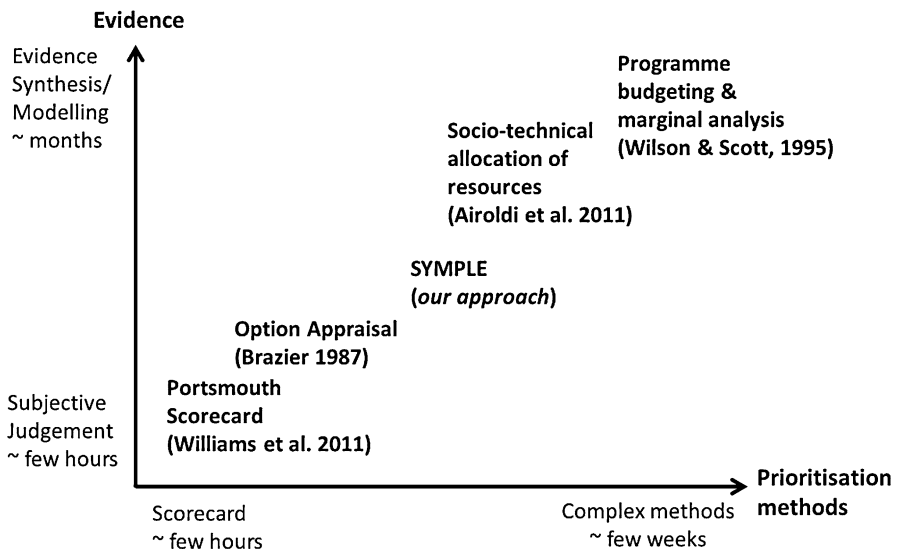 Evidence
Evidence
Synthesis/
Modelling
~ months
Programme
budgeting &
marginal analysis
(Wilson & Scott, 1995)
Socio-technical
allocation of
resources
(Airoldi et al. 2011)
SYMPLE
(our approach)
Option Appraisal
(Brazier 1987)
Portsmouth
Scorecard
(Williams et al. 2011)
Subjective
Judgement
~ few hours
Prioritisation
methods
Scorecard
~ few hours
Complex methods
~ few weeks